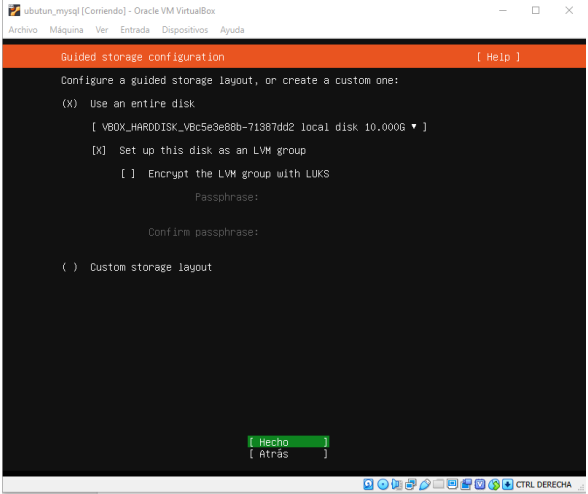 ubutun_mysql [Corriendo] - Oracle VM VirtualBox
Archivo Máquina Ver Entrada Dispositivos Ayuda
Guided storage configuration [ Help ]
Configure a guided storage layout, or create a custom one:
(X) Use an entire disk
[ VBOX_HARDDISK_VBc5e3e88b-71387dd2 local disk 10.000G ▾ ]
[X] Set up this disk as an LVM group
[ ] Encrypt the LVM group with LUKS
Passphrase:
Confirm passphrase:
( ) Custom storage layout
[ Hecho ]
[ Atrás ]
CTRL DERECHA